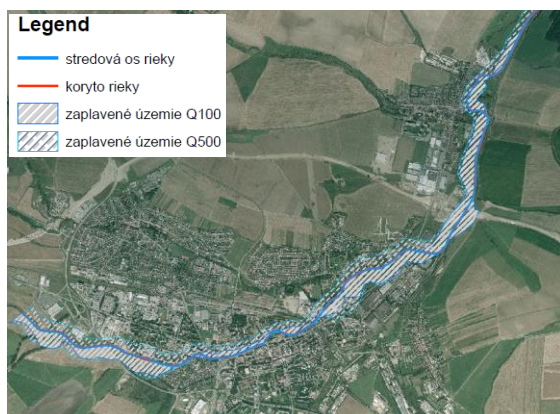 Legend
stredová os rieky
koryto rieky
zaplavené územie Q100
zaplavené územie Q500